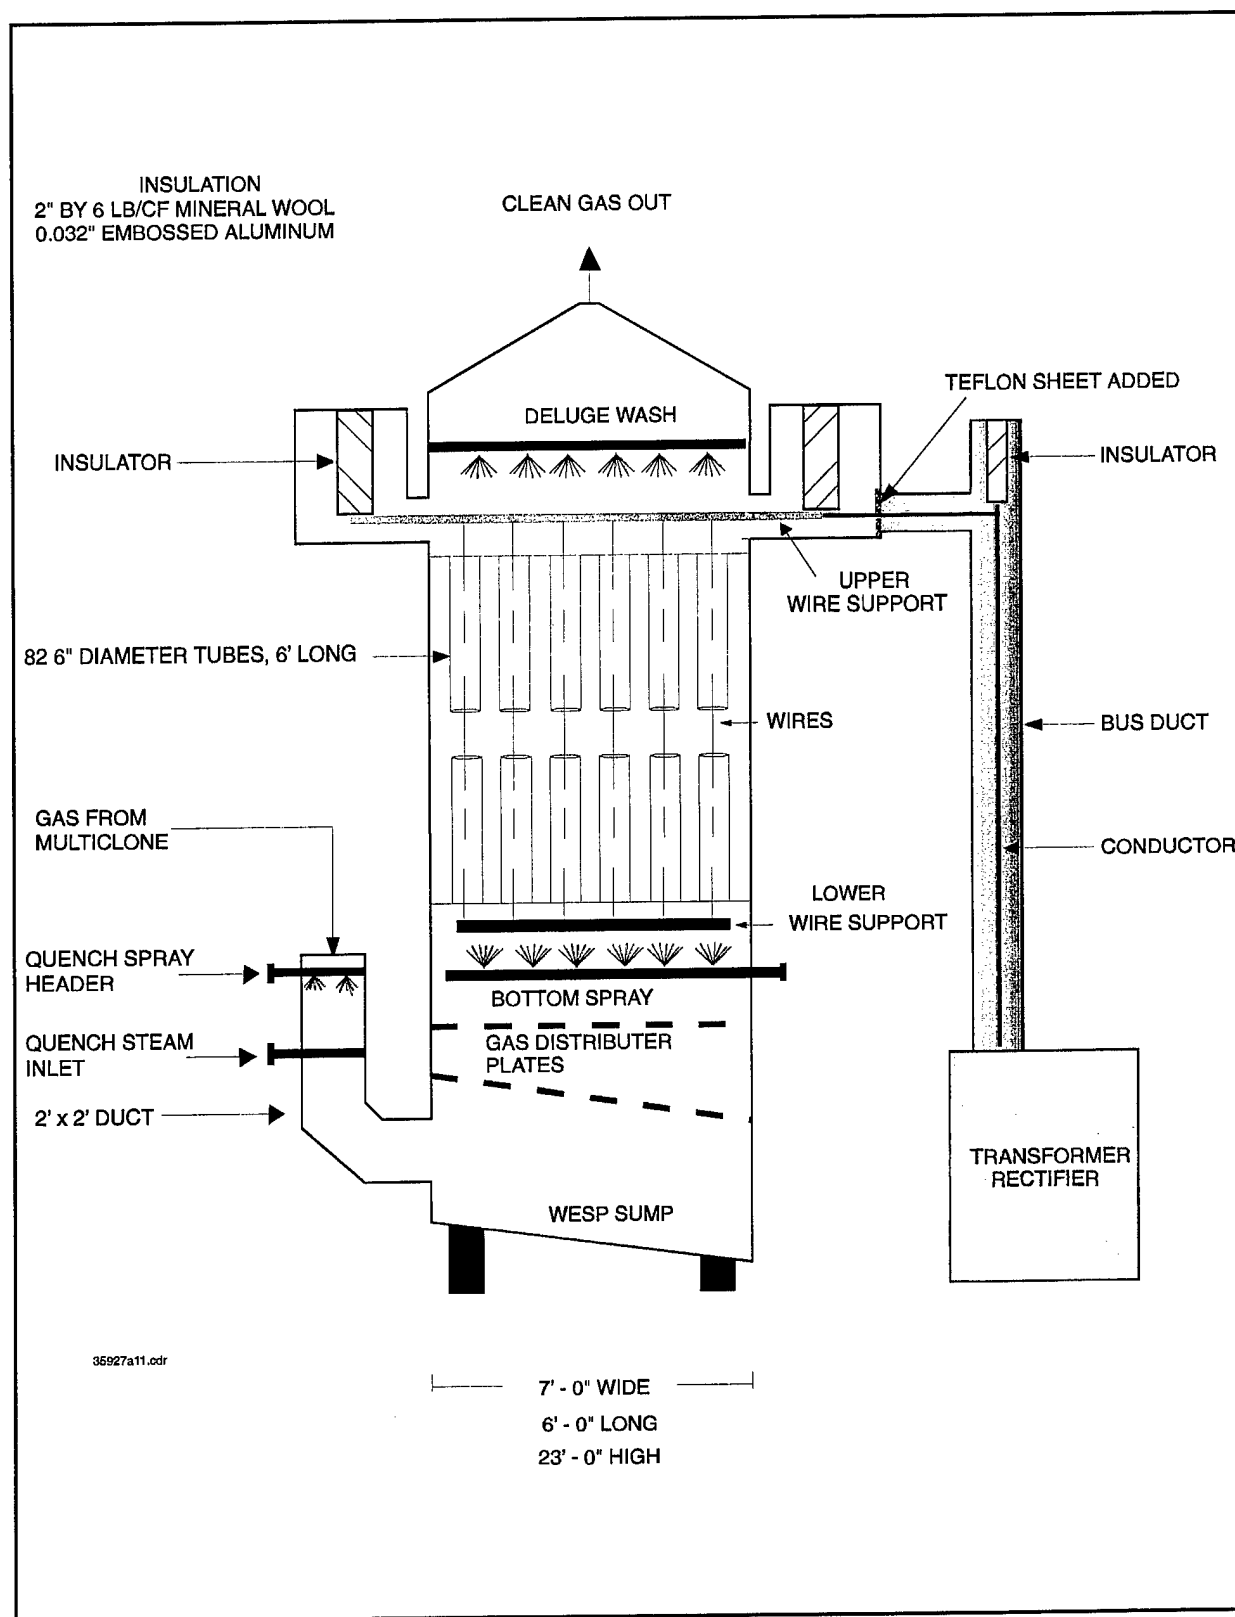 INSULATION
2" BY 6 LB/CF MINERAL WOOL
0.032" EMBOSSED ALUMINUM
CLEAN GAS OUT
TEFLON SHEET ADDED
DELUGE WASH
INSULATOR
INSULATOR
UPPER
WIRE SUPPORT
82 6" DIAMETER TUBES, 6' LONG
WIRES
BUS DUCT
GAS FROM
MULTICLONE
CONDUCTOR
LOWER
WIRE SUPPORT
QUENCH SPRAY
HEADER
BOTTOM SPRAY
QUENCH STEAM
INLET
GAS DISTRIBUTER
PLATES
2' x 2' DUCT
TRANSFORMER
RECTIFIER
WESP SUMP
35927a11.cdr
7' - 0" WIDE
6' - 0" LONG
23' - 0" HIGH